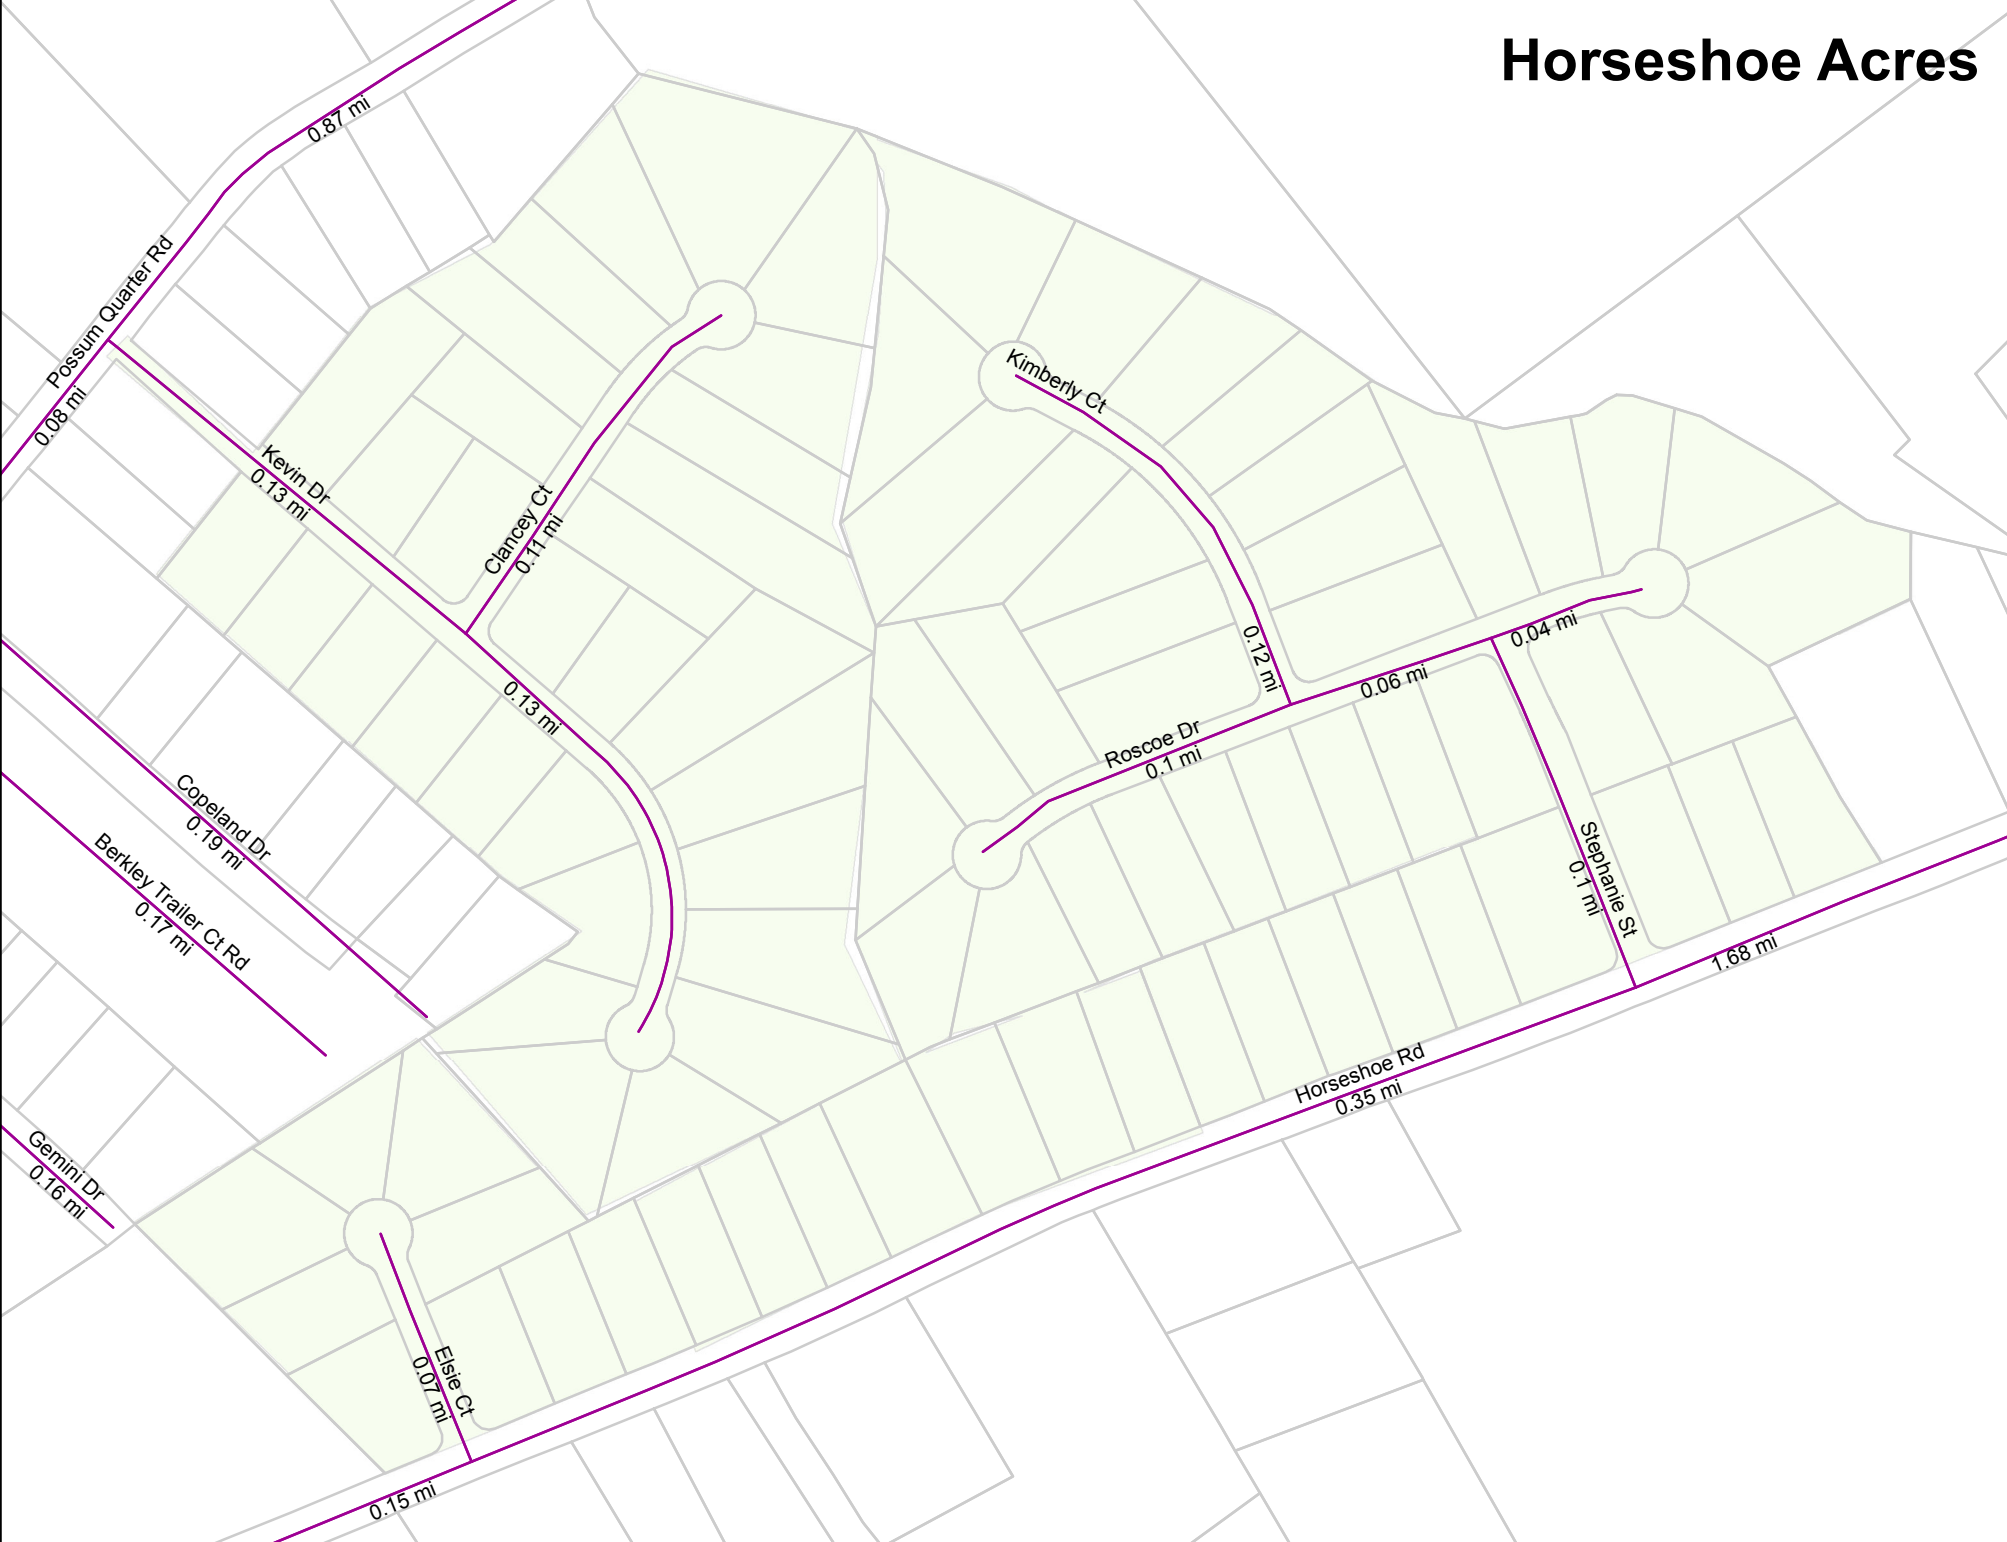 Horseshoe Acres
0.87 mi
Possum Quarter Rd
0.08 mi
Kevin Dr
0.13 mi
Clancey Ct
0.11 mi
0.13 mi
Kimberly Ct
0.12 mi
Roscoe Dr
0.1 mi
0.06 mi
0.04 mi
Stephanie St
0.1 mi
1.68 mi
Copeland Dr
0.19 mi
Berkley Trailer Ct Rd
0.17 mi
Gemini Dr
0.16 mi
Horseshoe Rd
0.35 mi
Elsie Ct
0.07 mi
0.15 mi